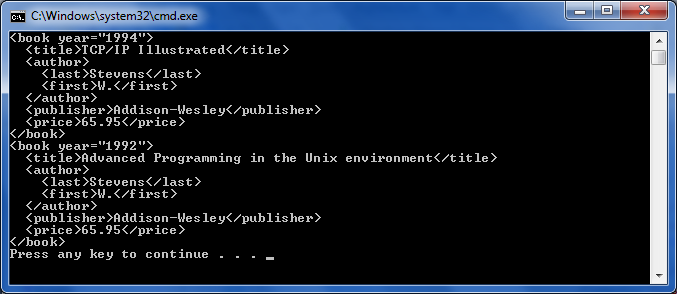 C:\Windows\system32\cmd.exe
<book year="1994">
  <title>TCP/IP Illustrated</title>
  <author>
    <last>Stevens</last>
    <first>W.</first>
  </author>
  <publisher>Addison-Wesley</publisher>
  <price>65.95</price>
</book>
<book year="1992">
  <title>Advanced Programming in the Unix environment</title>
  <author>
    <last>Stevens</last>
    <first>W.</first>
  </author>
  <publisher>Addison-Wesley</publisher>
  <price>65.95</price>
</book>
Press any key to continue . . . _